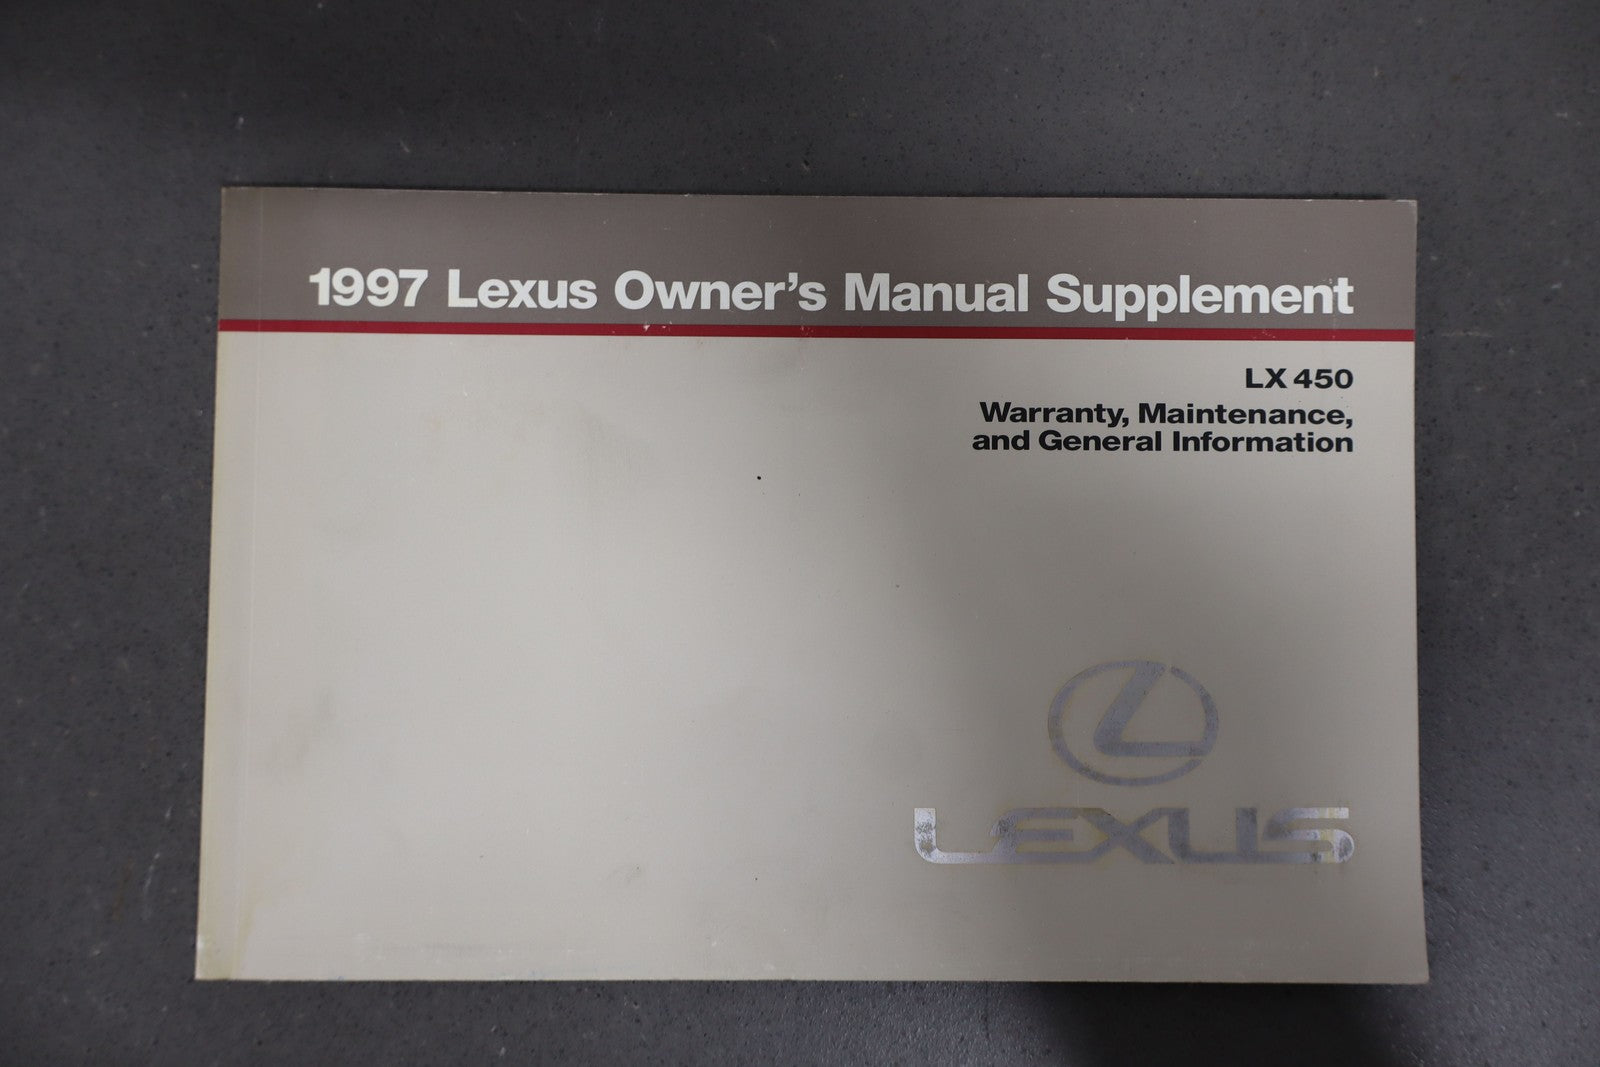 1997 Lexus Owner's Manual Supplement
LX 450
Warranty, Maintenance,
and General Information
LEXUS